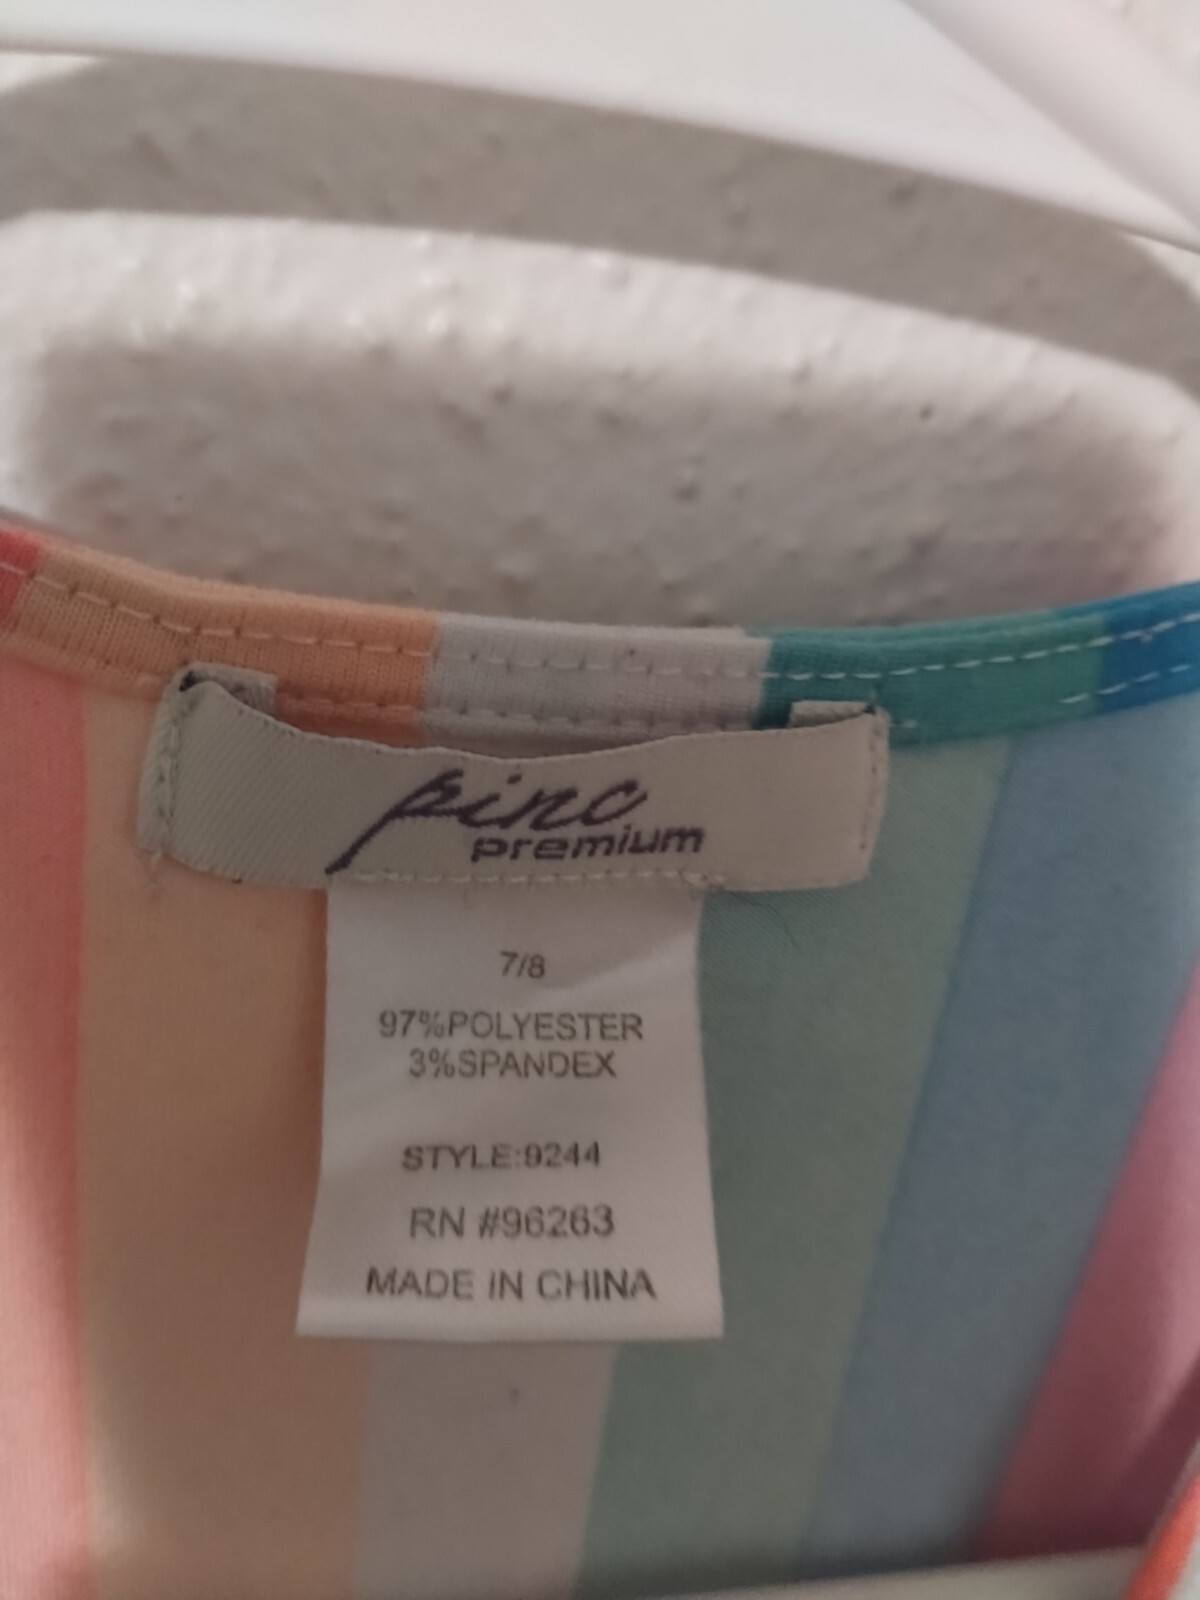 pinc
premium
7/8
97%POLYESTER
3%SPANDEX
STYLE:9244
RN #96263
MADE IN CHINA